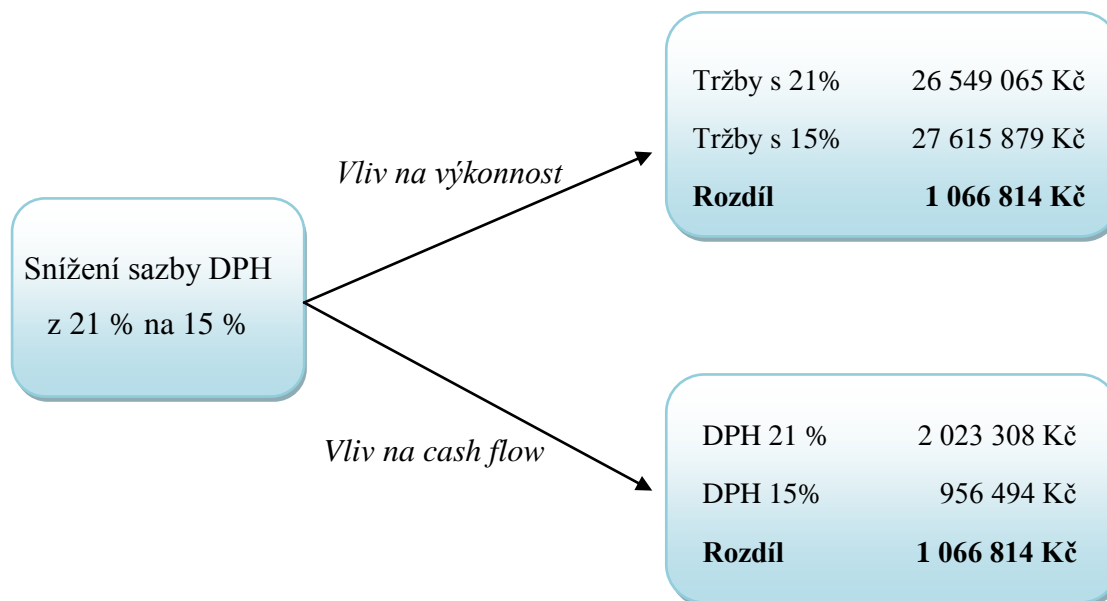 Snížení sazby DPH
z 21 % na 15 %
Vliv na výkonnost
Tržby s 21% 26 549 065 Kč
Tržby s 15% 27 615 879 Kč
Rozdíl 1 066 814 Kč
Vliv na cash flow
DPH 21 % 2 023 308 Kč
DPH 15% 956 494 Kč
Rozdíl 1 066 814 Kč